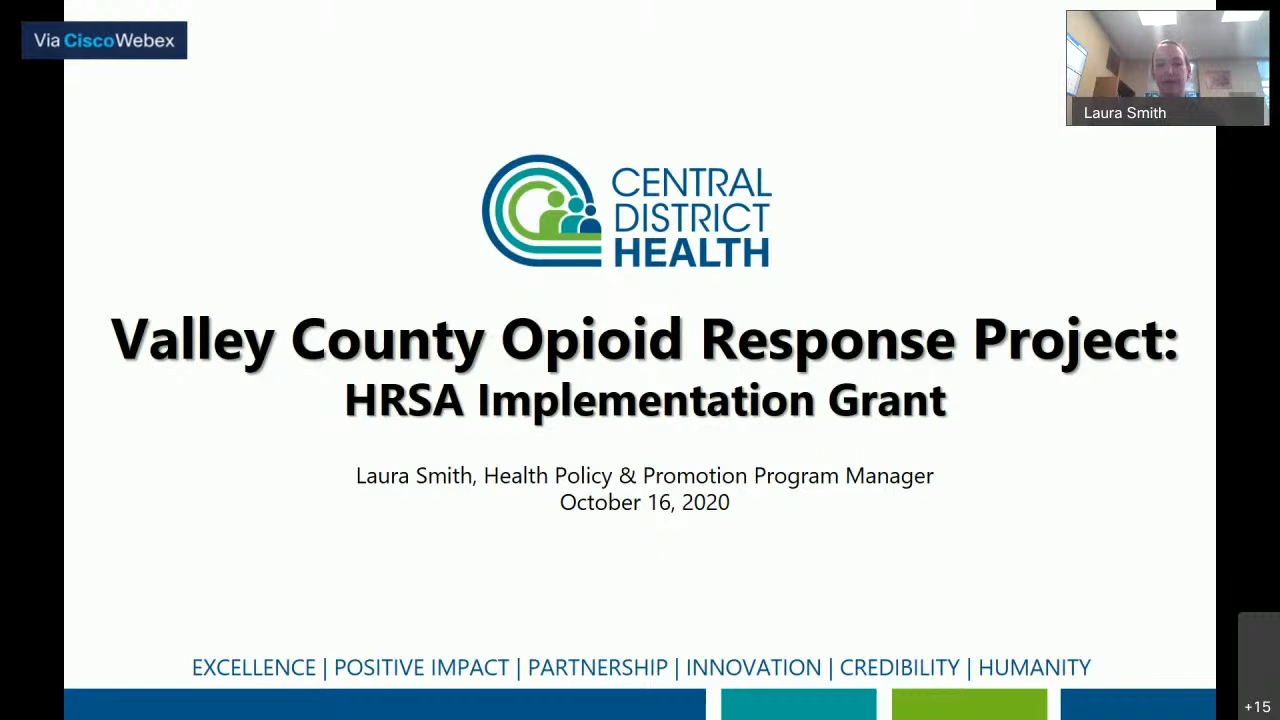 Via CiscoWebex
Laura Smith
CENTRAL
DISTRICT
HEALTH
Valley County Opioid Response Project:
HRSA Implementation Grant
Laura Smith, Health Policy & Promotion Program Manager
October 16, 2020
EXCELLENCE | POSITIVE IMPACT | PARTNERSHIP | INNOVATION | CREDIBILITY | HUMANITY
+15